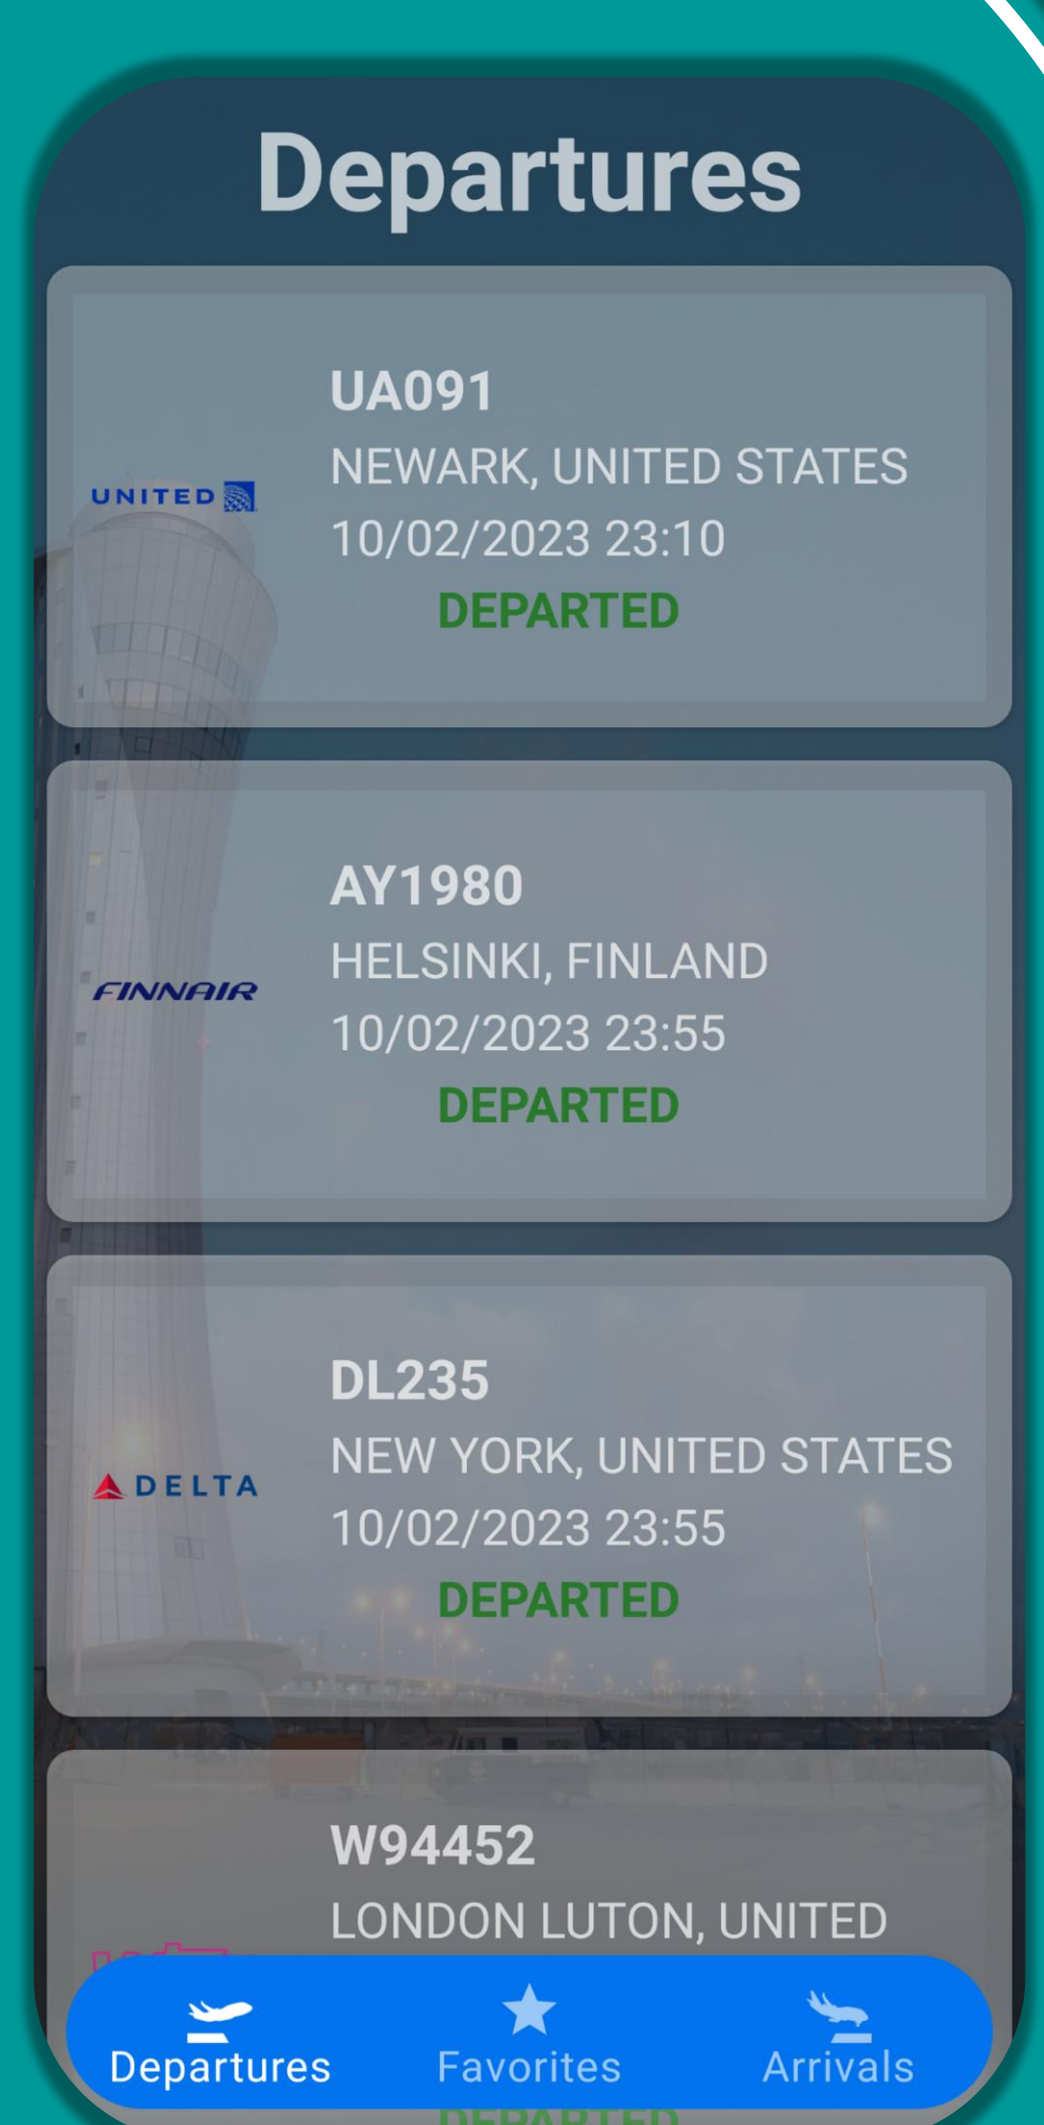 Departures
UA091
NEWARK, UNITED STATES
UNITED
10/02/2023 23:10
DEPARTED
AY1980
HELSINKI, FINLAND
FINNAIR
10/02/2023 23:55
DEPARTED
DL235
NEW YORK, UNITED STATES
DELTA
10/02/2023 23:55
DEPARTED
W94452
LONDON LUTON, UNITED
Departures
Favorites
Arrivals
DEPARTED